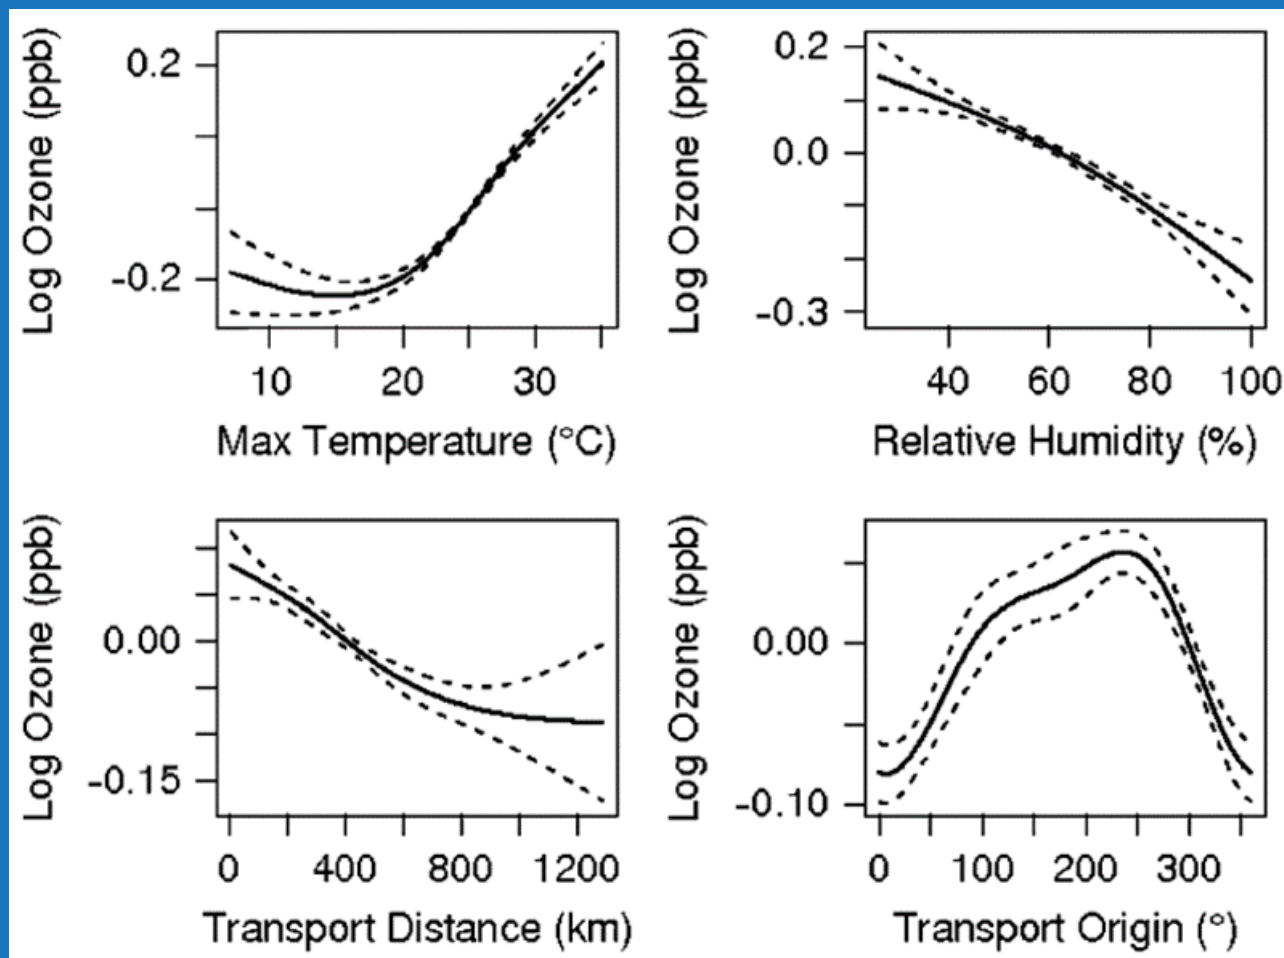 Log Ozone (ppb)
0.2
-0.2
10 20 30
Max Temperature (°C)
Log Ozone (ppb)
0.2
0.0
-0.3
40 60 80 100
Relative Humidity (%)
Log Ozone (ppb)
0.00
-0.15
0 400 800 1200
Transport Distance (km)
Log Ozone (ppb)
0.00
-0.10
0 100 200 300
Transport Origin (°)